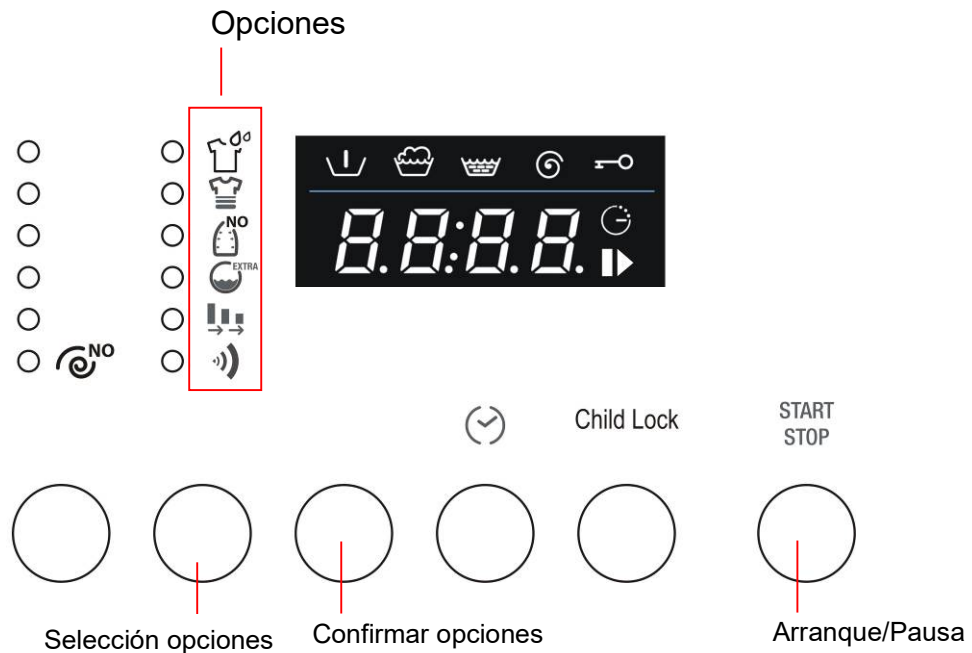 Opciones
NO
EXTRA
NO
8.8:8.8.
Child Lock
START
STOP
Selección opciones
Confirmar opciones
Arranque/Pausa